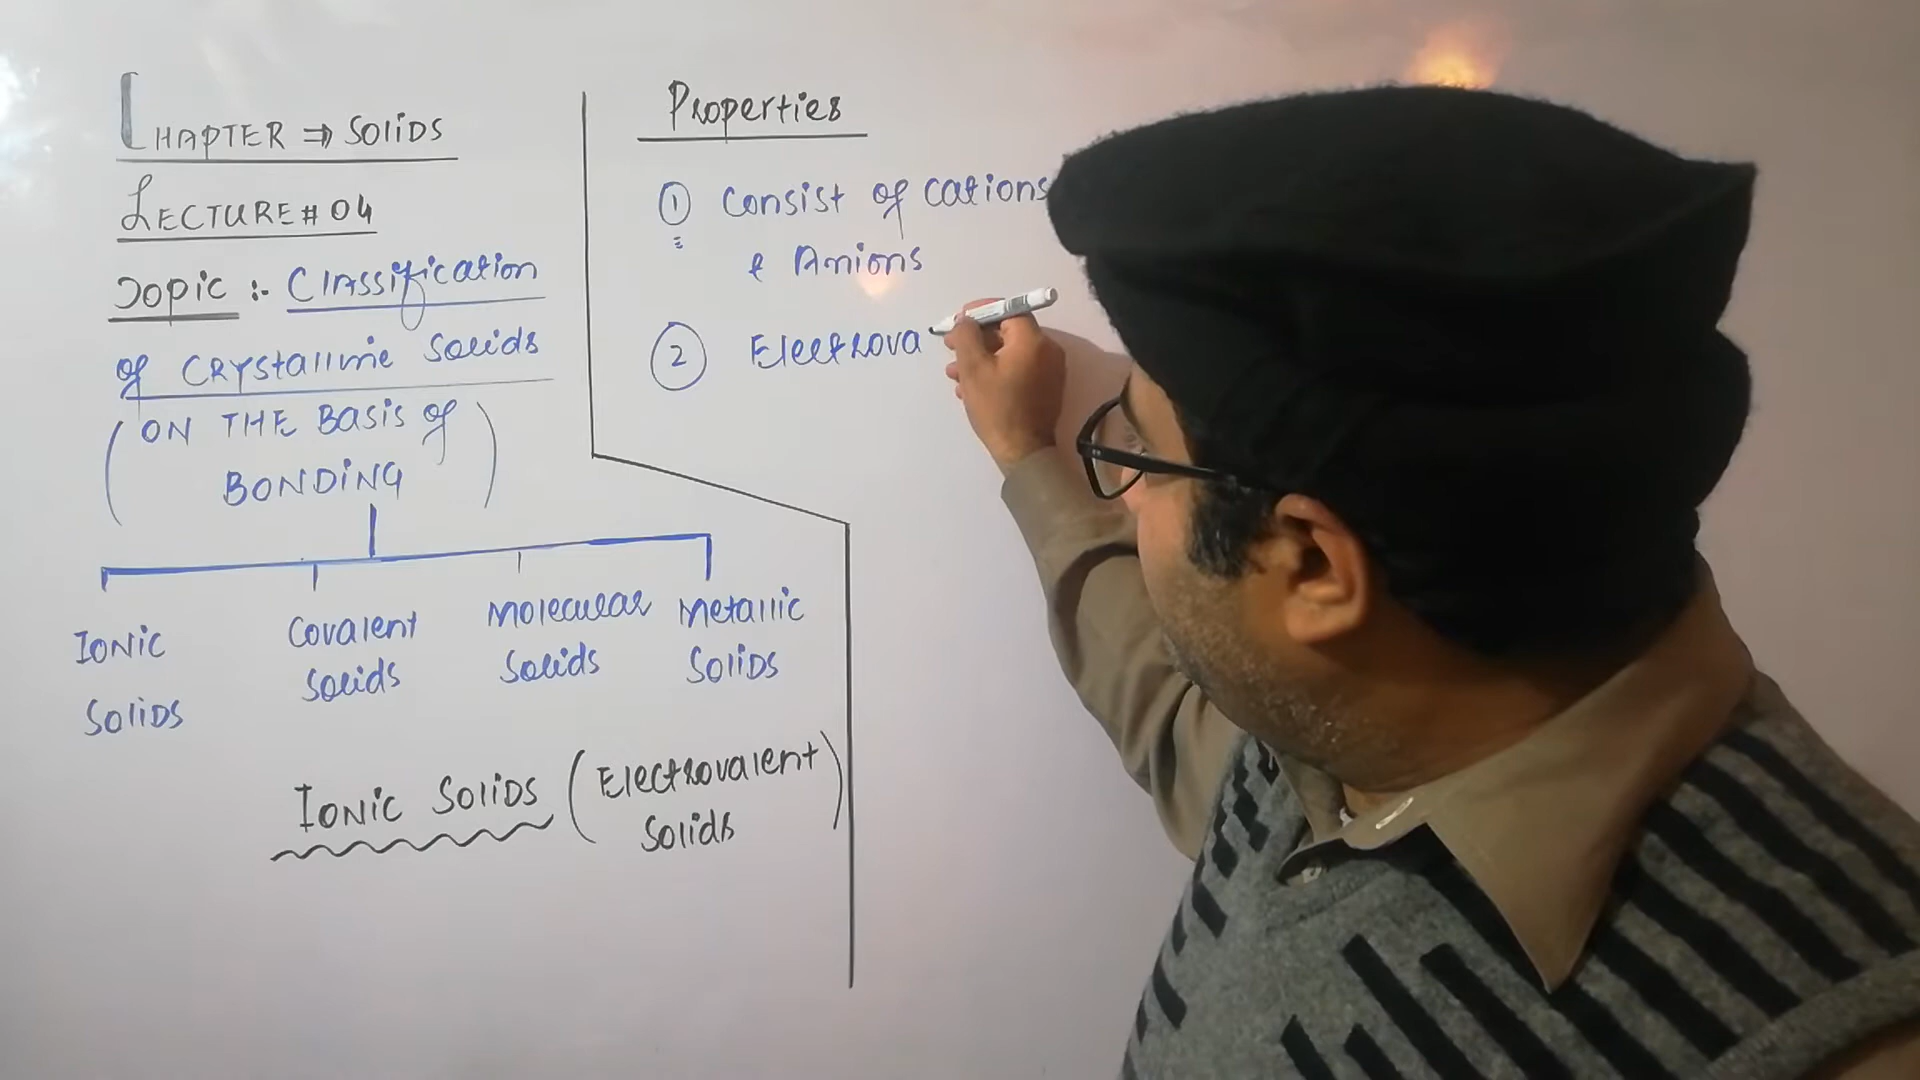 CHAPTER ⇒ SOLIDS
LECTURE # 04
Topic :- Classification
of CRYstalline Solids
(ON THE BASIS of
BONDING)
IONIC
SOLIDS
Covalent
Solids
Molecular
Solids
Metallic
SOLIDS
IONIC SOLIDS (Electrovalent
Solids)
Properties
① Consist of Cations
& Anions
② Electrova